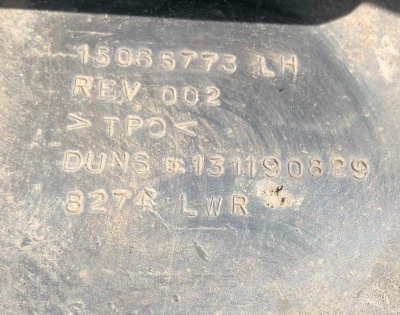 15065773 LH
REV 002
>TPO<
DUNS # 131190829
8274 LWR